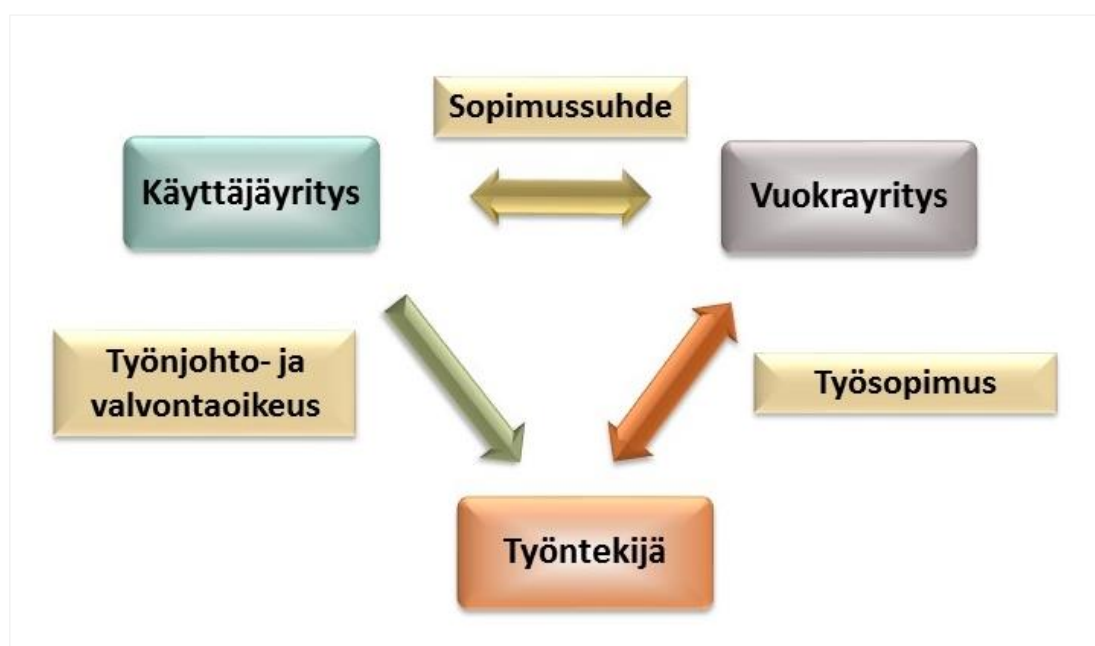 Sopimussuhde
Käyttäjäyritys
Vuokrayritys
Työnjohto- ja
valvontaoikeus
Työsopimus
Työntekijä